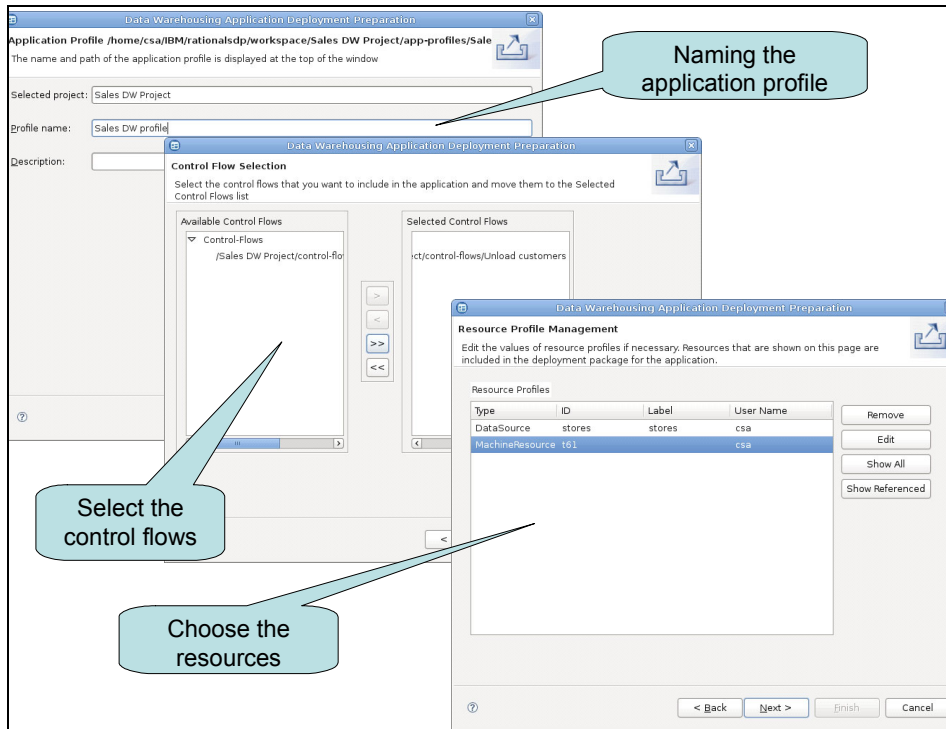 Data Warehousing Application Deployment Preparation
Application Profile /home/csa/IBM/rationalsdp/workspace/Sales DW Project/app-profiles/Sale
The name and path of the application profile is displayed at the top of the window
Selected project: Sales DW Project
Profile name: Sales DW profile
Description:
Naming the
application profile
Data Warehousing Application Deployment Preparation
Control Flow Selection
Select the control flows that you want to include in the application and move them to the Selected
Control Flows list
Available Control Flows
Control-Flows
/Sales DW Project/control-flo
>
<
>>
<<
Selected Control Flows
ct/control-flows/Unload customers
<
Select the
control flows
Data Warehousing Application Deployment Preparation
Resource Profile Management
Edit the values of resource profiles if necessary. Resources that are shown on this page are
included in the deployment package for the application.
Resource Profiles
Type ID Label User Name
DataSource stores stores csa
MachineResource t61 csa
Remove
Edit
Show All
Show Referenced
Choose the
resources
< Back Next > Finish Cancel